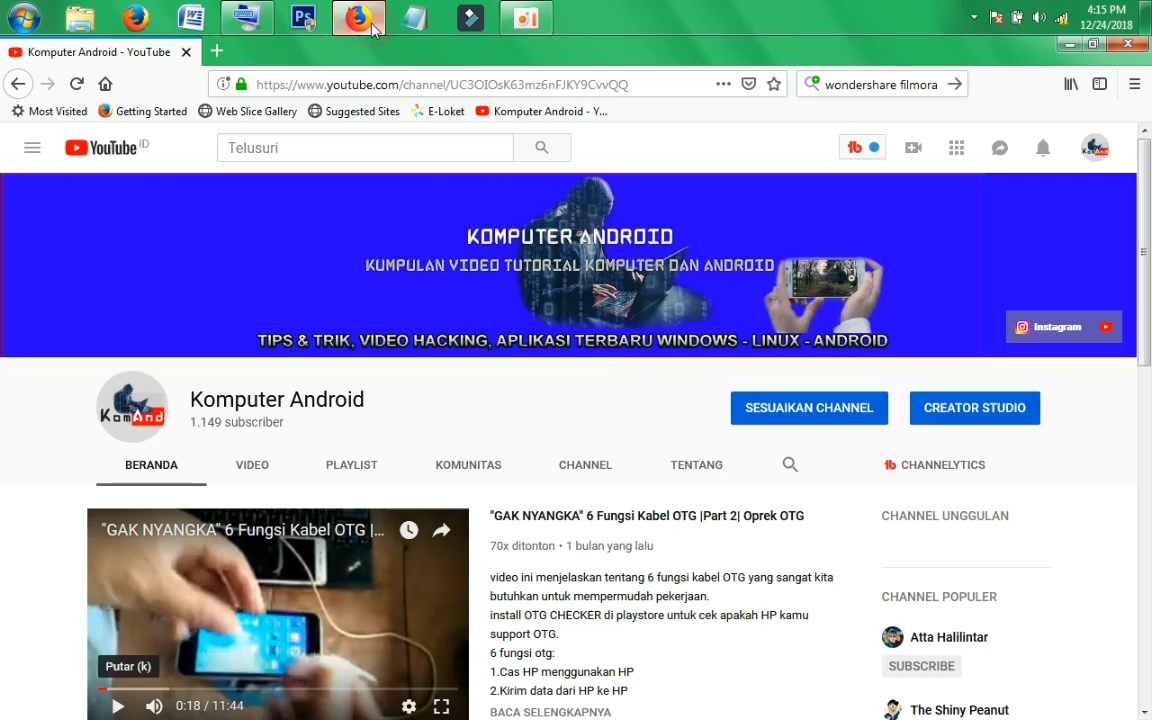 4:15 PM
12/24/2018
Komputer Android - YouTube
https://www.youtube.com/channel/UC3OIOsK63mz6nFJKY9CvvQQ
wondershare filmora
Most Visited
Getting Started
Web Slice Gallery
Suggested Sites
E-Loket
Komputer Android - Y...
YouTube ID
Telusuri
KOMPUTER ANDROID
KUMPULAN VIDEO TUTORIAL KOMPUTER DAN ANDROID
TIPS & TRIK, VIDEO HACKING, APLIKASI TERBARU WINDOWS - LINUX - ANDROID
Instagram
KomAnd
Komputer Android
1.149 subscriber
SESUAIKAN CHANNEL
CREATOR STUDIO
BERANDA
VIDEO
PLAYLIST
KOMUNITAS
CHANNEL
TENTANG
CHANNELYTICS
"GAK NYANGKA" 6 Fungsi Kabel OTG |...
Putar (k)
0:18 / 11:44
"GAK NYANGKA" 6 Fungsi Kabel OTG |Part 2| Oprek OTG
70x ditonton • 1 bulan yang lalu
video ini menjelaskan tentang 6 fungsi kabel OTG yang sangat kita
butuhkan untuk mempermudah pekerjaan.
install OTG CHECKER di playstore untuk cek apakah HP kamu
support OTG.
6 fungsi otg:
1.Cas HP menggunakan HP
2.Kirim data dari HP ke HP
BACA SELENGKAPNYA
CHANNEL UNGGULAN
CHANNEL POPULER
Atta Halilintar
SUBSCRIBE
The Shiny Peanut